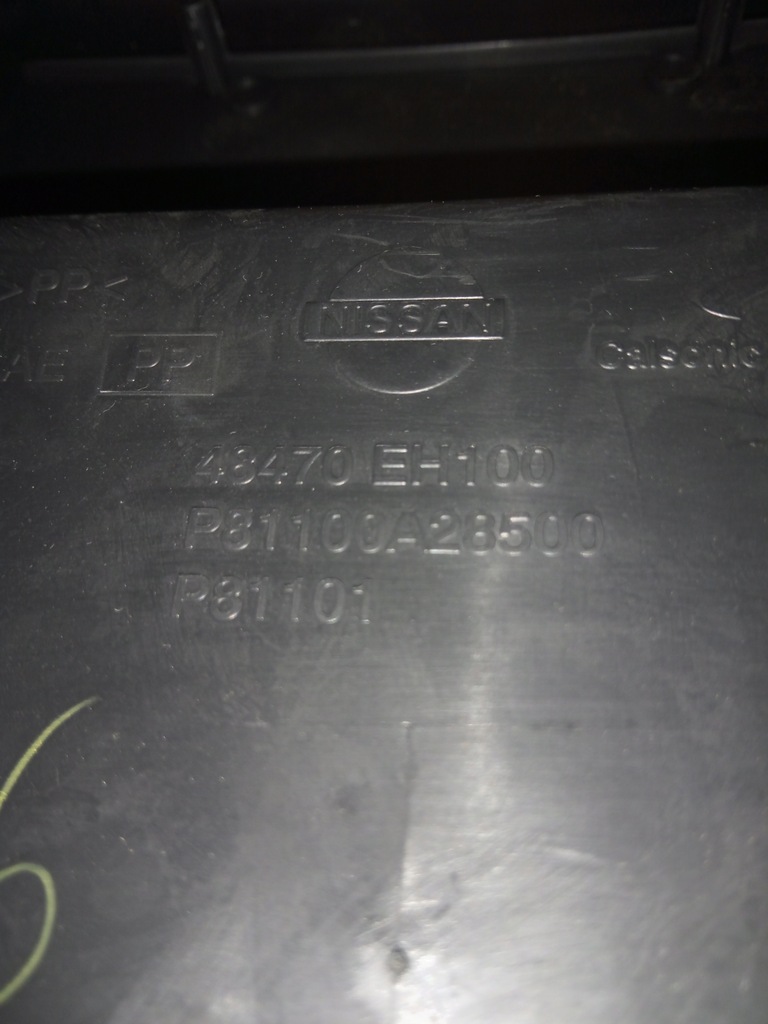 >PP<
NISSAN
Calsonic
AE PP
48470 EH100
P81100A28500
P81101